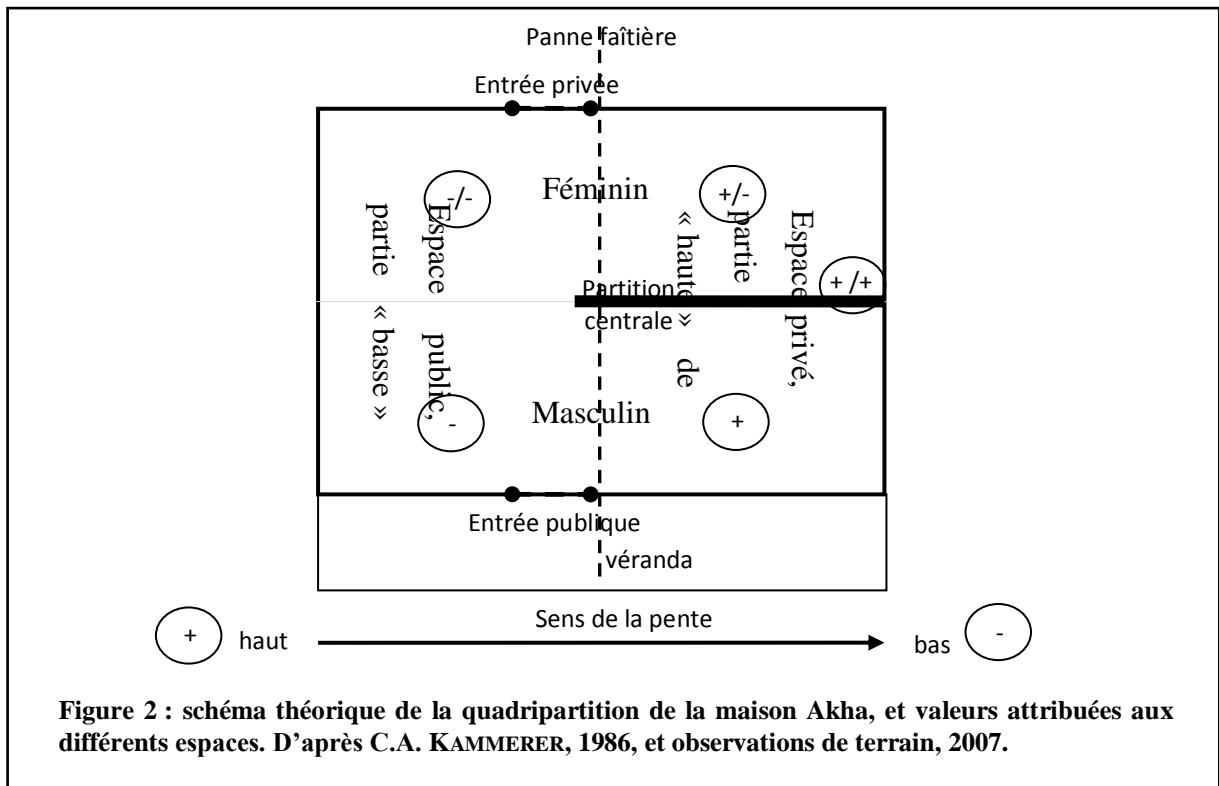 Panne faîtière
Entrée privée
-/-
Féminin
+/-
Espace public,
partie « basse »
Espace privé,
partie
« haute » de
+ /+
Partition
centrale
-
Masculin
+
Entrée publique
véranda
+ haut
Sens de la pente
bas -
Figure 2 : schéma théorique de la quadripartition de la maison Akha, et valeurs attribuées aux
différents espaces. D’après C.A. KAMMERER, 1986, et observations de terrain, 2007.